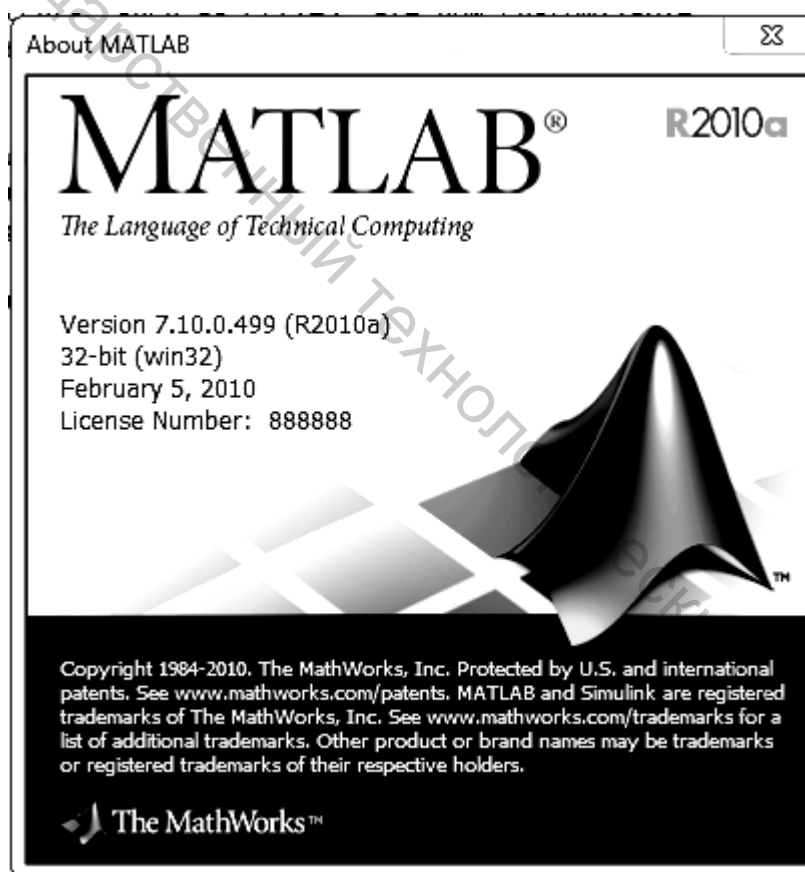 About MATLAB
MATLAB®
R2010a
The Language of Technical Computing
Version 7.10.0.499 (R2010a)
32-bit (win32)
February 5, 2010
License Number: 888888
TM
Copyright 1984-2010. The MathWorks, Inc. Protected by U.S. and international
patents. See www.mathworks.com/patents. MATLAB and Simulink are registered
trademarks of The MathWorks, Inc. See www.mathworks.com/trademarks for a
list of additional trademarks. Other product or brand names may be trademarks
or registered trademarks of their respective holders.
The MathWorks™